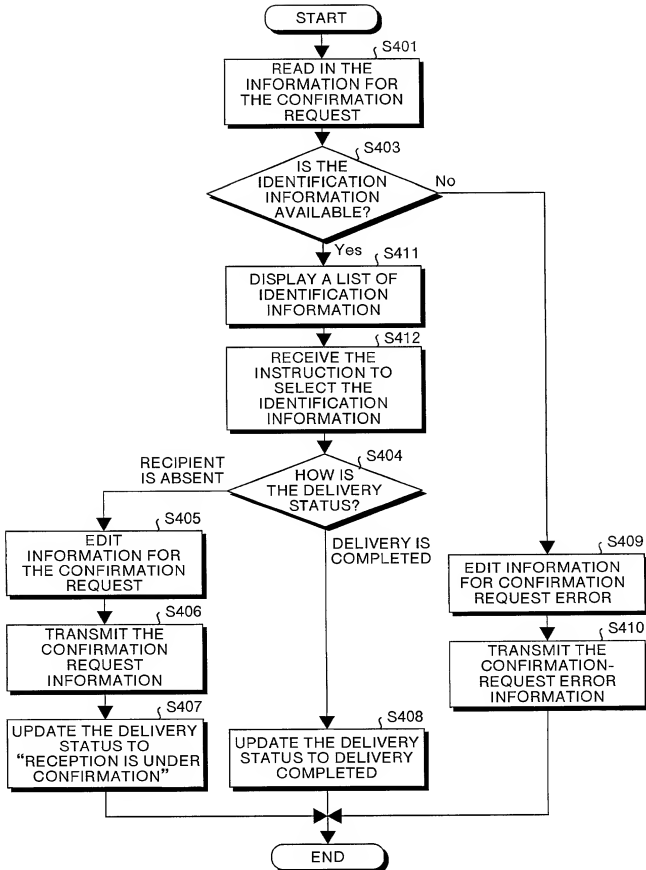 START
S401
READ IN THE
INFORMATION FOR
THE CONFIRMATION
REQUEST
S403
IS THE
IDENTIFICATION
INFORMATION
AVAILABLE?
No
Yes
S411
DISPLAY A LIST OF
IDENTIFICATION
INFORMATION
S412
RECEIVE THE
INSTRUCTION TO
SELECT THE
IDENTIFICATION
INFORMATION
S404
HOW IS
THE DELIVERY
STATUS?
RECIPIENT
IS ABSENT
DELIVERY IS
COMPLETED
S405
EDIT
INFORMATION FOR
THE CONFIRMATION
REQUEST
S406
TRANSMIT THE
CONFIRMATION
REQUEST
INFORMATION
S407
UPDATE THE DELIVERY
STATUS TO
“RECEPTION IS UNDER
CONFIRMATION”
S408
UPDATE THE DELIVERY
STATUS TO DELIVERY
COMPLETED
S409
EDIT INFORMATION
FOR CONFIRMATION
REQUEST ERROR
S410
TRANSMIT THE
CONFIRMATION-
REQUEST ERROR
INFORMATION
END